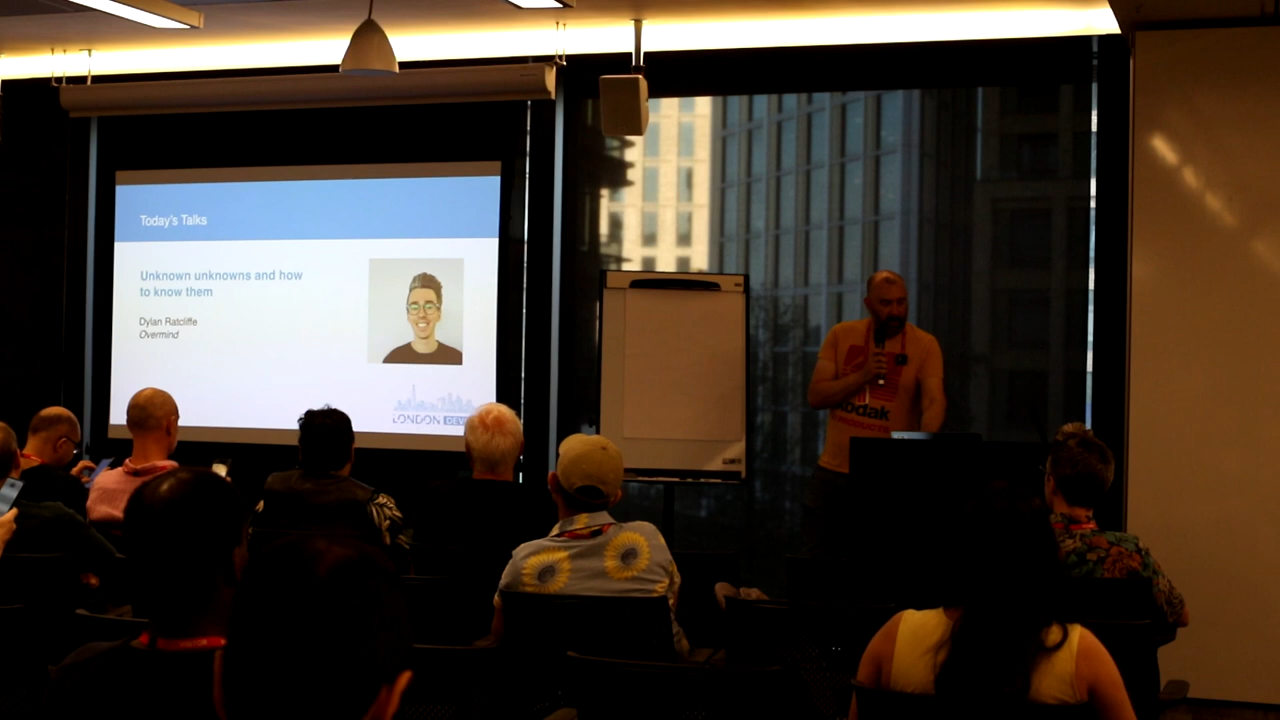 Today's Talks
Unknown unknowns and how
to know them
Dylan Ratcliffe
Overmind
LONDON
Kodak